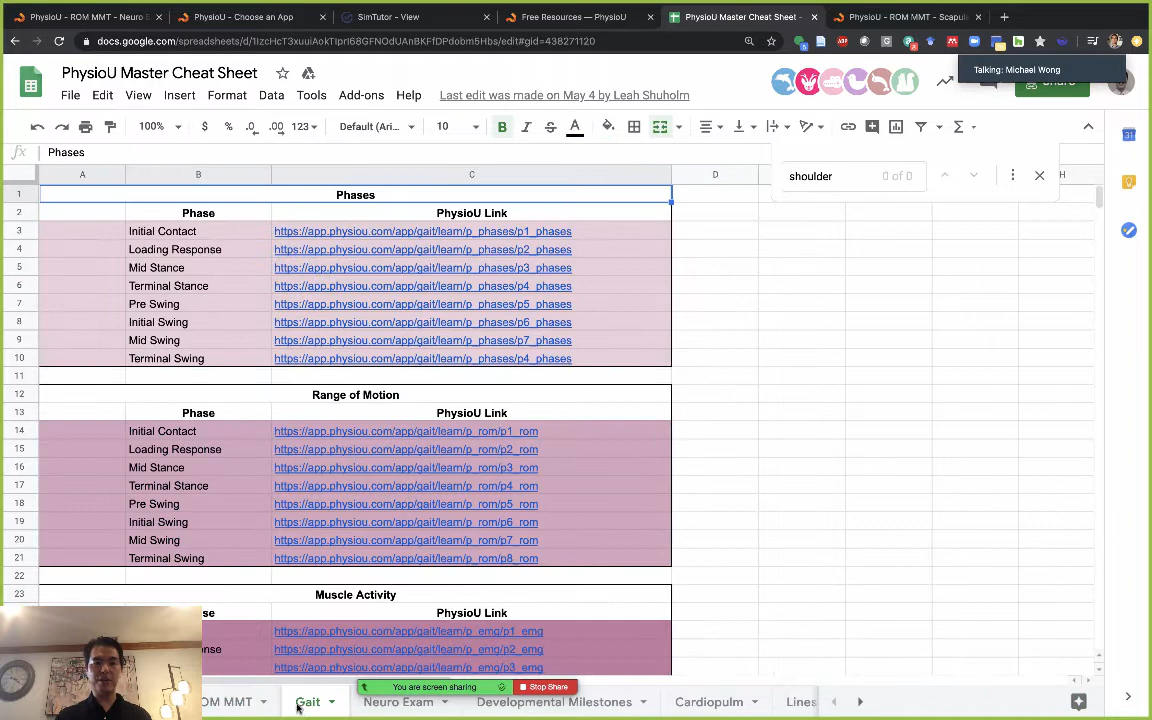 PhysioU - ROM MMT - Neuro E
PhysioU - Choose an App
SimTutor - View
Free Resources — PhysioU
PhysioU Master Cheat Sheet -
PhysioU - ROM MMT - Scapul
docs.google.com/spreadsheets/d/1IzcHcT3xuuiAokTIprI68GFNOdUAnBKFfDPdobm5Hbs/edit#gid=438271120
Talking: Michael Wong
PhysioU Master Cheat Sheet
Share
File Edit View Insert Format Data Tools Add-ons Help Last edit was made on May 4 by Leah Shuholm
100% $ % .0 .00 123 Default (Ari... 10 B I S A
fx Phases
shoulder 0 of 0
A B C D H
1 Phases
2 Phase PhysioU Link
3 Initial Contact https://app.physiou.com/app/gait/learn/p_phases/p1_phases
4 Loading Response https://app.physiou.com/app/gait/learn/p_phases/p2_phases
5 Mid Stance https://app.physiou.com/app/gait/learn/p_phases/p3_phases
6 Terminal Stance https://app.physiou.com/app/gait/learn/p_phases/p4_phases
7 Pre Swing https://app.physiou.com/app/gait/learn/p_phases/p5_phases
8 Initial Swing https://app.physiou.com/app/gait/learn/p_phases/p6_phases
9 Mid Swing https://app.physiou.com/app/gait/learn/p_phases/p7_phases
10 Terminal Swing https://app.physiou.com/app/gait/learn/p_phases/p4_phases
11
12 Range of Motion
13 Phase PhysioU Link
14 Initial Contact https://app.physiou.com/app/gait/learn/p_rom/p1_rom
15 Loading Response https://app.physiou.com/app/gait/learn/p_rom/p2_rom
16 Mid Stance https://app.physiou.com/app/gait/learn/p_rom/p3_rom
17 Terminal Stance https://app.physiou.com/app/gait/learn/p_rom/p4_rom
18 Pre Swing https://app.physiou.com/app/gait/learn/p_rom/p5_rom
19 Initial Swing https://app.physiou.com/app/gait/learn/p_rom/p6_rom
20 Mid Swing https://app.physiou.com/app/gait/learn/p_rom/p7_rom
21 Terminal Swing https://app.physiou.com/app/gait/learn/p_rom/p8_rom
22
23 Muscle Activity
se PhysioU Link
https://app.physiou.com/app/gait/learn/p_emg/p1_emg
onse https://app.physiou.com/app/gait/learn/p_emg/p2_emg
https://app.physiou.com/app/gait/learn/p_emg/p3_emg
You are screen sharing Stop Share
OM MMT Gait Neuro Exam Developmental Milestones Cardiopulm Lines